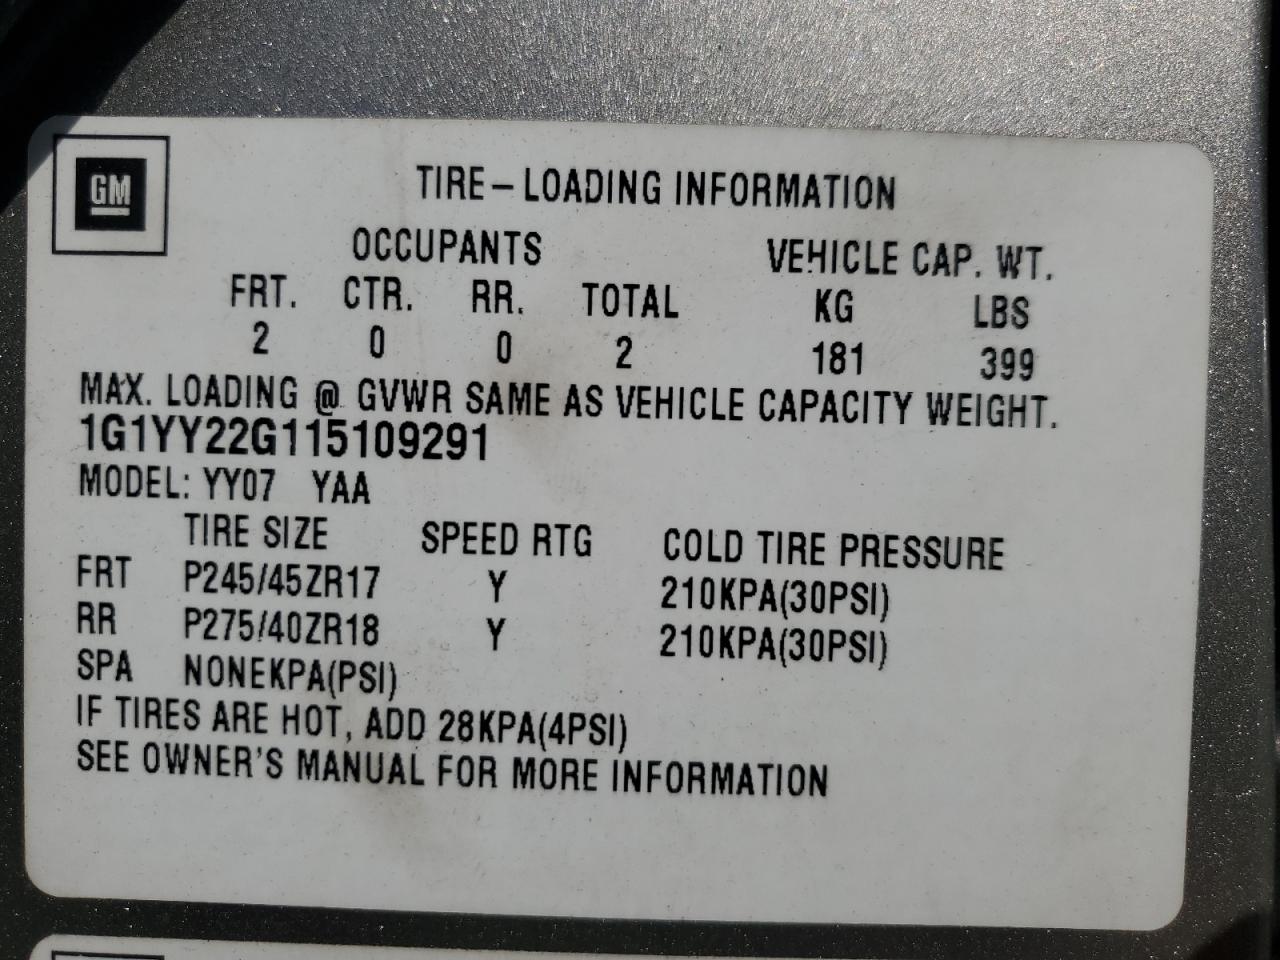 GM
TIRE – LOADING INFORMATION
OCCUPANTS VEHICLE CAP. WT.
FRT. CTR. RR. TOTAL KG LBS
2 0 0 2 181 399
MAX. LOADING @ GVWR SAME AS VEHICLE CAPACITY WEIGHT.
1G1YY22G115109291
MODEL: YY07 YAA
TIRE SIZE SPEED RTG COLD TIRE PRESSURE
FRT P245/45ZR17 Y 210KPA(30PSI)
RR P275/40ZR18 Y 210KPA(30PSI)
SPA NONEKPA(PSI)
IF TIRES ARE HOT, ADD 28KPA(4PSI)
SEE OWNER'S MANUAL FOR MORE INFORMATION